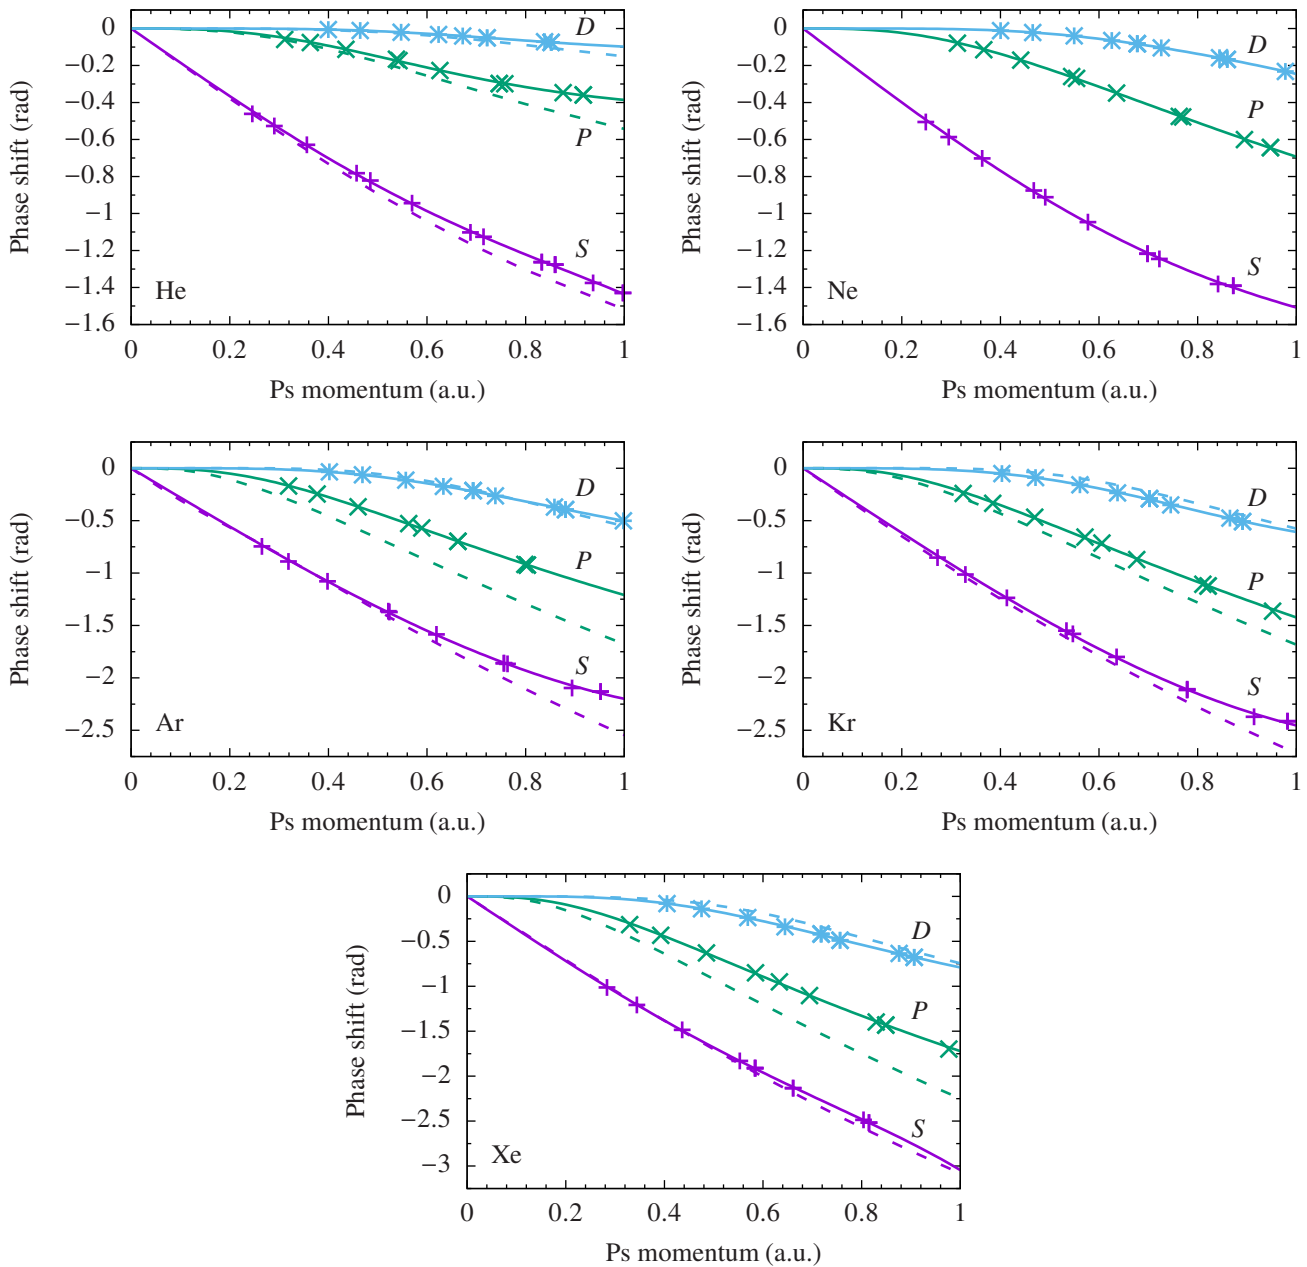 0
−0.2
−0.4
−0.6
−0.8
−1
−1.2
−1.4
−1.6
0 0.2 0.4 0.6 0.8 1
Phase shift (rad)
Ps momentum (a.u.)
He
D
P
S
0
−0.2
−0.4
−0.6
−0.8
−1
−1.2
−1.4
−1.6
0 0.2 0.4 0.6 0.8 1
Phase shift (rad)
Ps momentum (a.u.)
Ne
D
P
S
0
−0.5
−1
−1.5
−2
−2.5
0 0.2 0.4 0.6 0.8 1
Phase shift (rad)
Ps momentum (a.u.)
Ar
D
P
S
0
−0.5
−1
−1.5
−2
−2.5
0 0.2 0.4 0.6 0.8 1
Phase shift (rad)
Ps momentum (a.u.)
Kr
D
P
S
0
−0.5
−1
−1.5
−2
−2.5
−3
0 0.2 0.4 0.6 0.8 1
Phase shift (rad)
Ps momentum (a.u.)
Xe
D
P
S